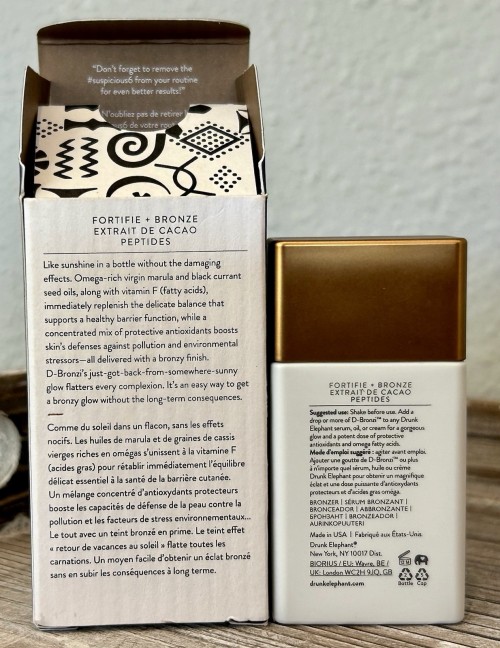 "Don't forget to remove the
#suspicious6 from your routine
for even better results!"
N'oubliez pas de retirer
de votre
FORTIFIE + BRONZE
EXTRAIT DE CACAO
PEPTIDES
Like sunshine in a bottle without the damaging
effects. Omega-rich virgin marula and black currant
seed oils, along with vitamin F (fatty acids),
immediately replenish the delicate balance that
supports a healthy barrier function, while a
concentrated mix of protective antioxidants boosts
skin's defenses against pollution and environmental
stressors—all delivered with a bronzy finish.
D-Bronzi's just-got-back-from-somewhere-sunny
glow flatters every complexion. It's an easy way to get
a bronzy glow without the long-term consequences.
Comme du soleil dans un flacon, sans les effets
nocifs. Les huiles de marula et de graines de cassis
vierges riches en omégas s'unissent à la vitamine F
(acides gras) pour rétablir immédiatement l'équilibre
délicat essentiel à la santé de la barrière cutanée.
Un mélange concentré d'antioxydants protecteurs
booste les capacités de défense de la peau contre la
pollution et les facteurs de stress environnementaux...
Le tout avec un teint bronzé en prime. Le teint effet
« retour de vacances au soleil » flatte toutes les
carnations. Un moyen facile d'obtenir un éclat bronzé
sans en subir les conséquences à long terme.
FORTIFIE + BRONZE
EXTRAIT DE CACAO
PEPTIDES
Suggested use: Shake before use. Add a
drop or more of D-Bronzi™ to any Drunk
Elephant serum, oil, or cream for a gorgeous
glow and a potent dose of protective
antioxidants and omega fatty acids.
Mode d'emploi suggéré : agiter avant emploi.
Ajouter une goutte de D-Bronzi™ ou plus
à n'importe quel sérum, huile ou crème
Drunk Elephant pour obtenir un magnifique
éclat et une dose puissante d'antioxydants
protecteurs et d'acides gras oméga.
BRONZER | SÉRUM BRONZANT |
BRONCEADOR | ABBRONZANTE |
БРОНЗАНТ | BRONZEADOR |
AURINKOPUUTERI
Made in USA | Fabriqué aux États-Unis.
Drunk Elephant®
New York, NY 10017 Dist.
BIORIUS / EU: Wavre, BE /
UK: London WC2H 9JQ, GB
drunkelephant.com
Bottle Cap